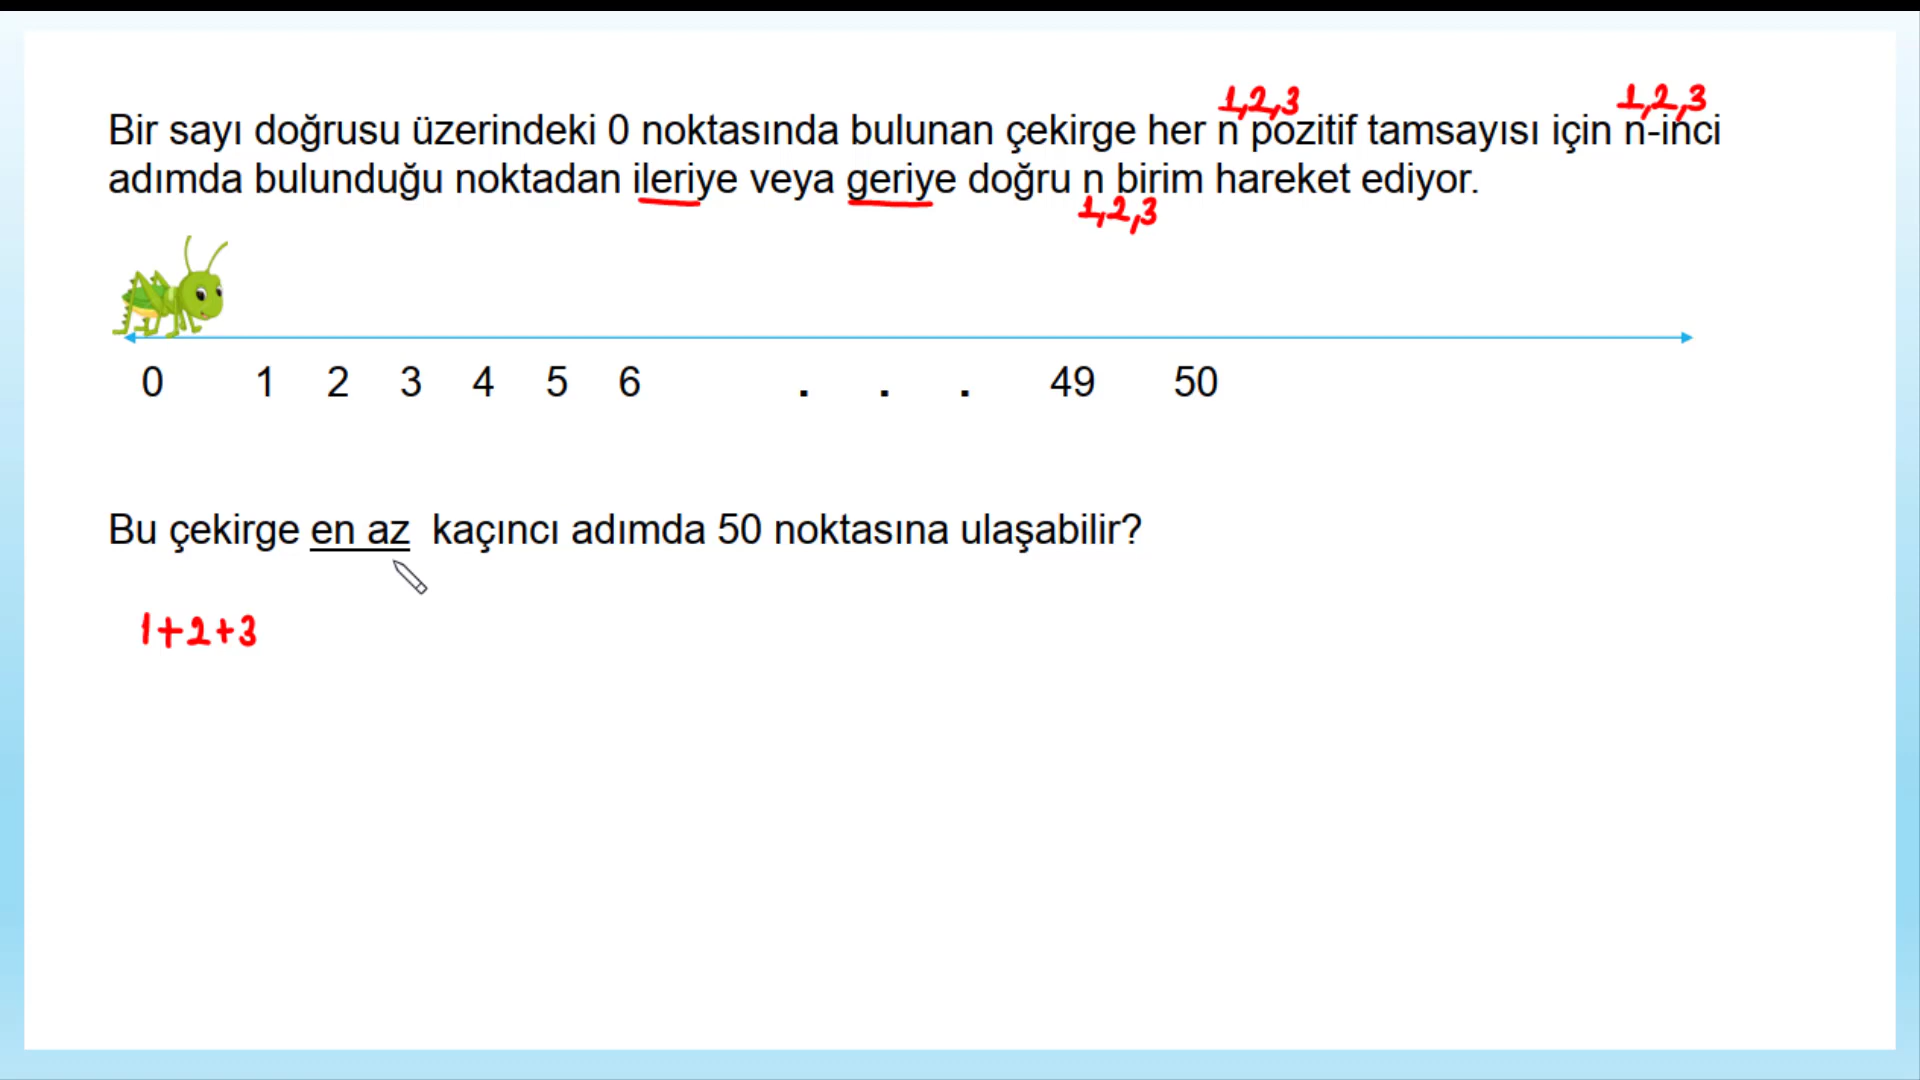 1,2,3 1,2,3
Bir sayı doğrusu üzerindeki 0 noktasında bulunan çekirge her n pozitif tamsayısı için n-inci
adımda bulunduğu noktadan ileriye veya geriye doğru n birim hareket ediyor.
1,2,3
0 1 2 3 4 5 6 . . . 49 50
Bu çekirge en az kaçıncı adımda 50 noktasına ulaşabilir?
1+2+3